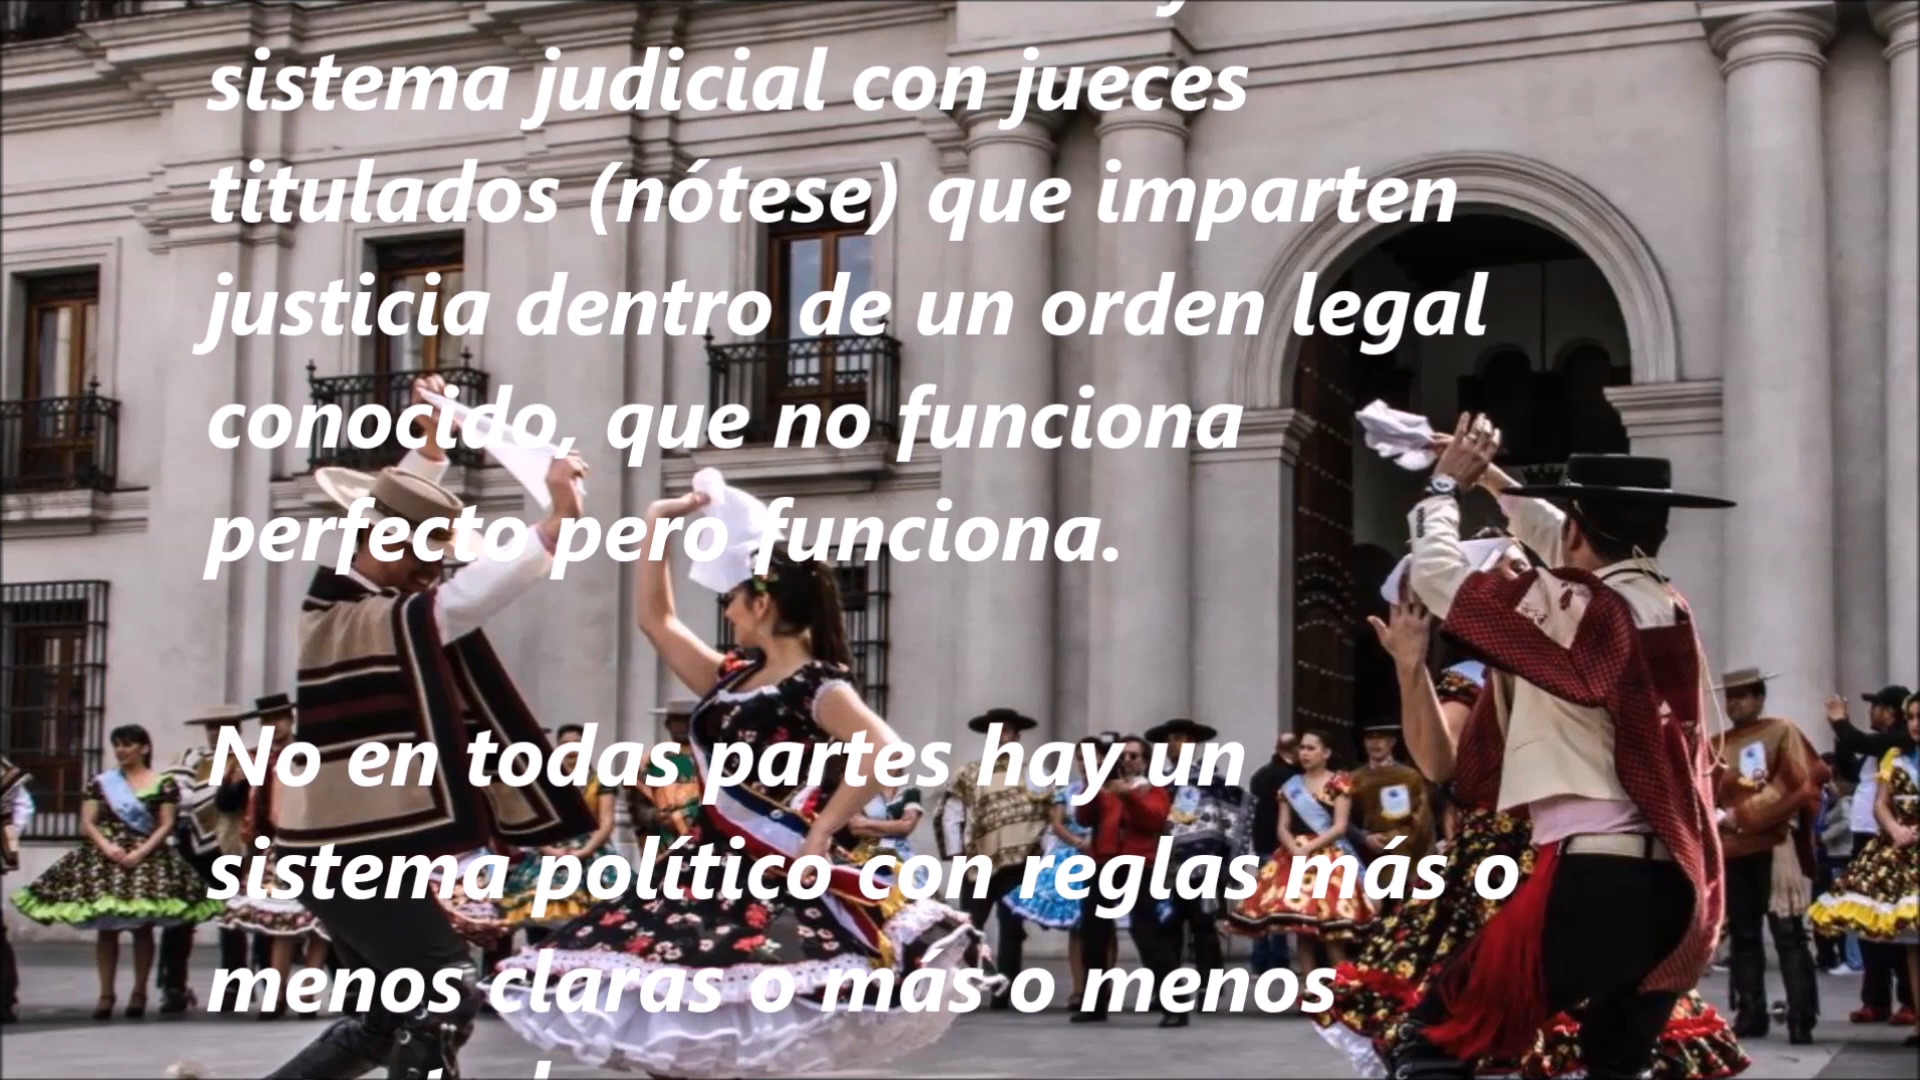 sistema judicial con jueces
titulados (nótese) que imparten
justicia dentro de un orden legal
conocido, que no funciona
perfecto pero funciona.
No en todas partes hay un
sistema político con reglas más o
menos claras o más o menos